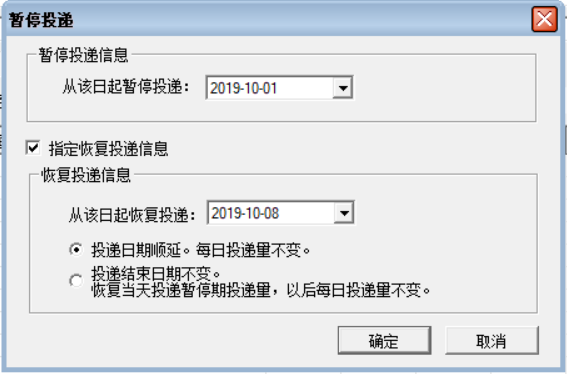 暂停投递
暂停投递信息
从该日起暂停投递：
2019-10-01
指定恢复投递信息
恢复投递信息
从该日起恢复投递：
2019-10-08
投递日期顺延。每日投递量不变。
投递结束日期不变。
恢复当天投递暂停期投递量，以后每日投递量不变。
确定
取消